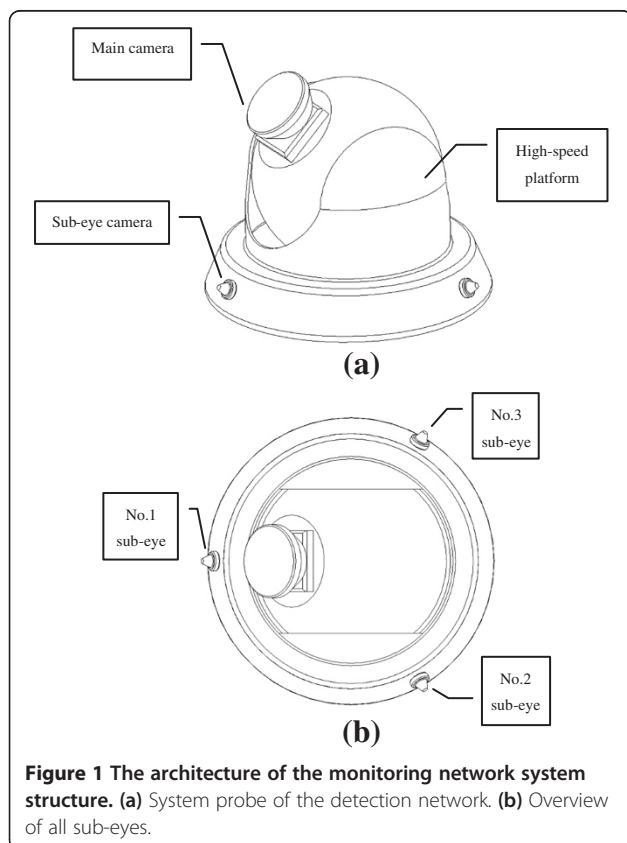 Main camera
High-speed
platform
Sub-eye camera
(a)
No.3
sub-eye
No.1
sub-eye
No.2
sub-eye
(b)
Figure 1 The architecture of the monitoring network system
structure. (a) System probe of the detection network. (b) Overview
of all sub-eyes.